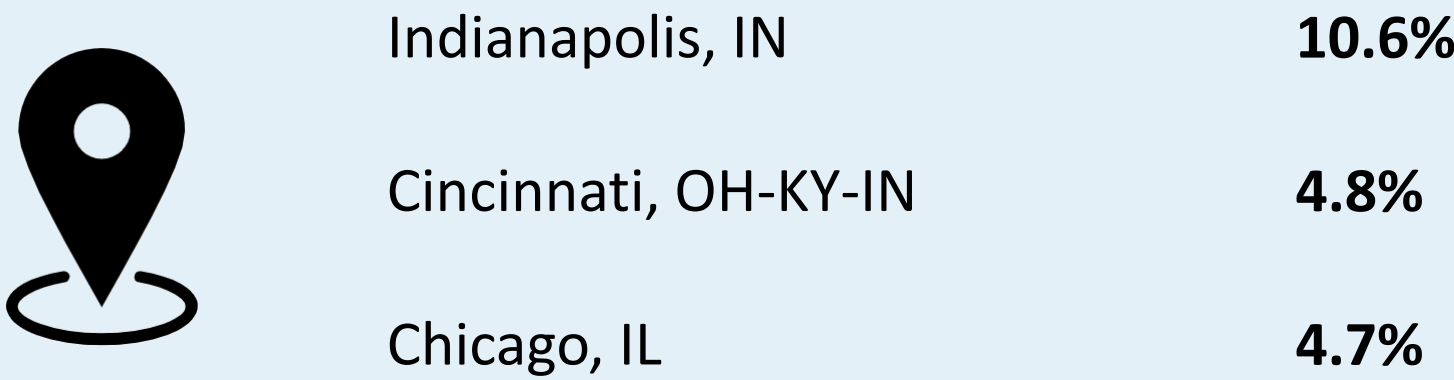 Indianapolis, IN 10.6%
Cincinnati, OH-KY-IN 4.8%
Chicago, IL 4.7%